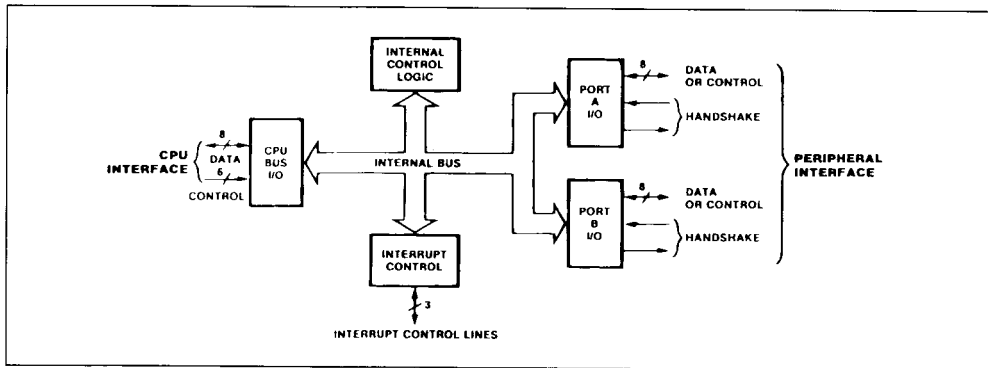 INTERNAL
CONTROL
LOGIC
CPU
INTERFACE
8
DATA
6
CONTROL
CPU
BUS
I/O
INTERNAL BUS
INTERRUPT
CONTROL
3
INTERRUPT CONTROL LINES
PORT
A
I/O
8
DATA
OR CONTROL
HANDSHAKE
PORT
B
I/O
8
DATA
OR CONTROL
HANDSHAKE
PERIPHERAL
INTERFACE